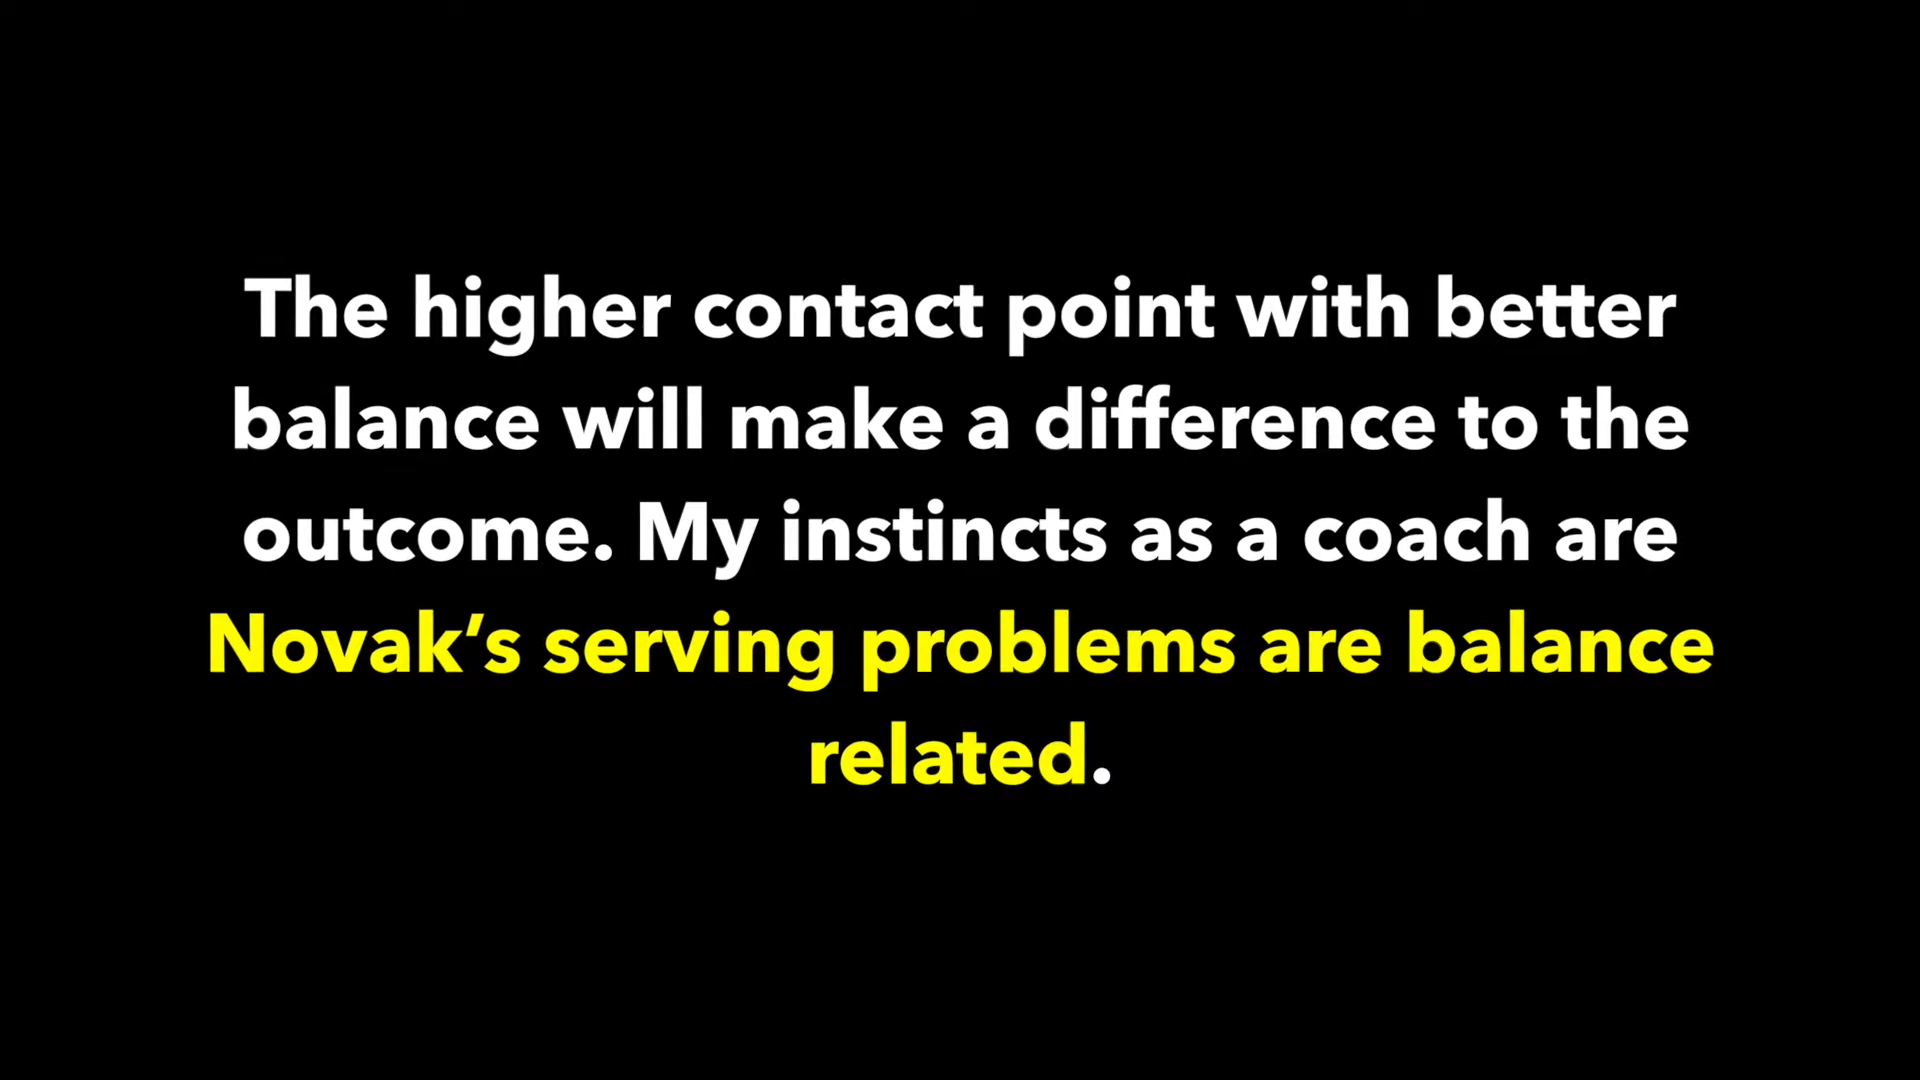 The higher contact point with better
balance will make a difference to the
outcome. My instincts as a coach are
Novak’s serving problems are balance
related.